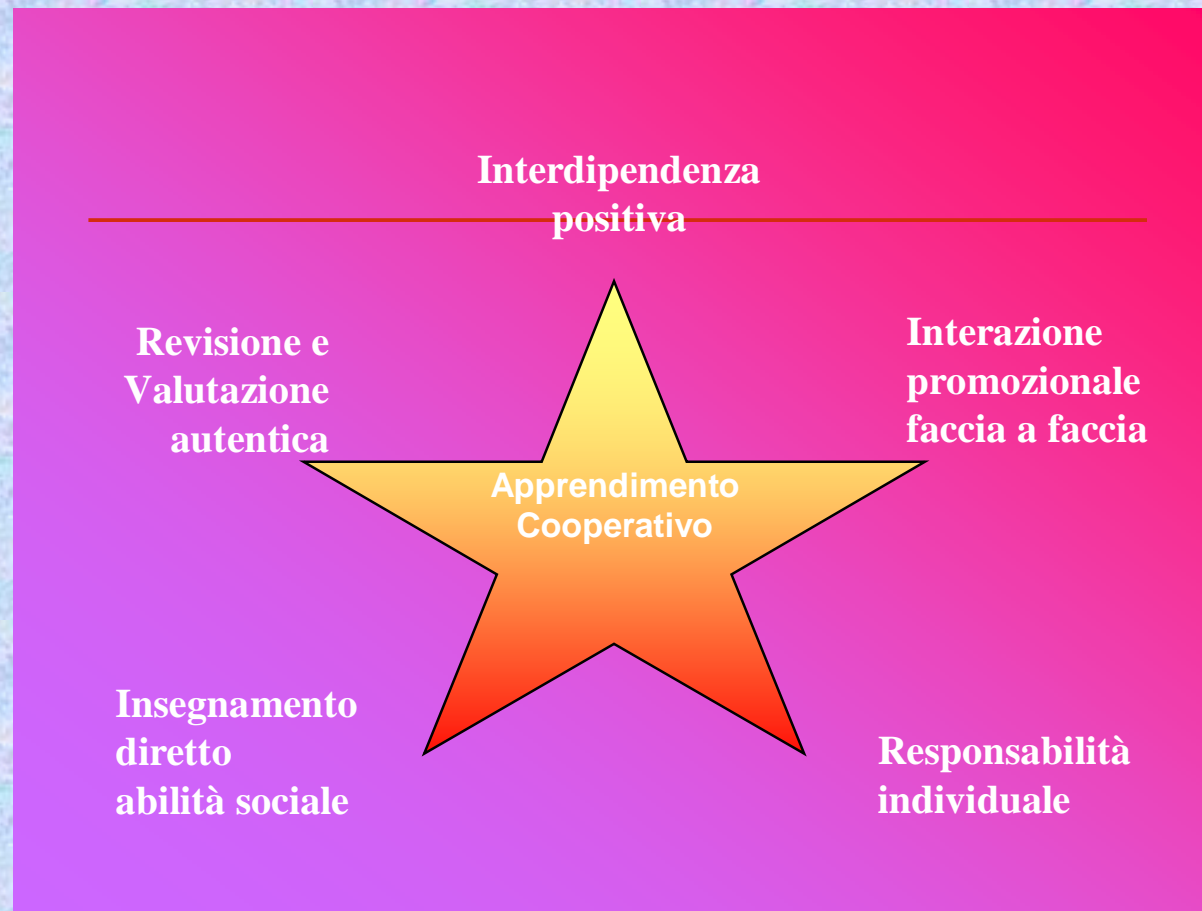 Interdipendenza
positiva
Revisione e
Valutazione
autentica
Interazione
promozionale
faccia a faccia
Apprendimento
Cooperativo
Insegnamento
diretto
abilità sociale
Responsabilità
individuale